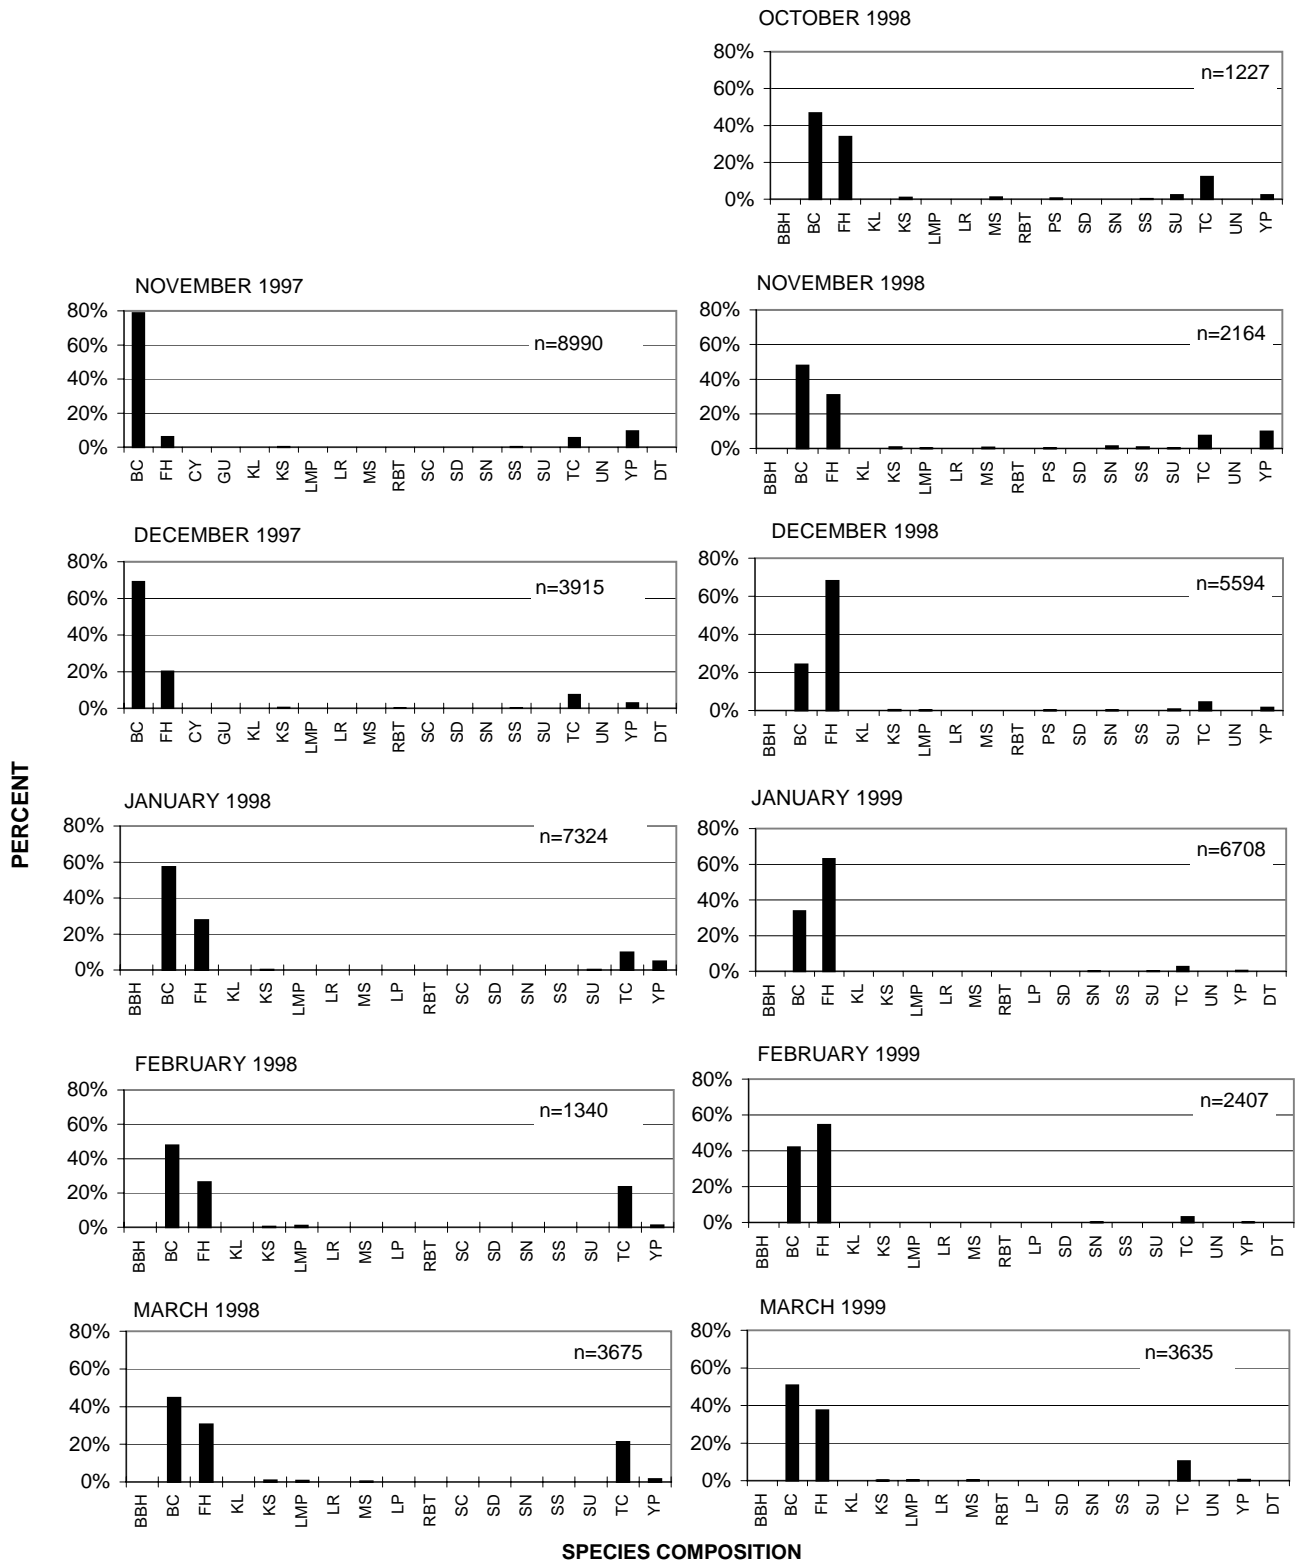 OCTOBER 1998
80%
60%
40%
20%
0%
n=1227
BBH BC FH KL KS LMP LR MS RBT PS SD SN SS SU TC UN YP
NOVEMBER 1997
80%
60%
40%
20%
0%
n=8990
BC FH CY GU KL KS LMP LR MS RBT SC SD SN SS SU TC UN YP DT
NOVEMBER 1998
80%
60%
40%
20%
0%
n=2164
BBH BC FH KL KS LMP LR MS RBT PS SD SN SS SU TC UN YP
DECEMBER 1997
80%
60%
40%
20%
0%
n=3915
BC FH CY GU KL KS LMP LR MS RBT SC SD SN SS SU TC UN YP DT
DECEMBER 1998
80%
60%
40%
20%
0%
n=5594
BBH BC FH KL KS LMP LR MS RBT PS SD SN SS SU TC UN YP
PERCENT
JANUARY 1998
80%
60%
40%
20%
0%
n=7324
BBH BC FH KL KS LMP LR MS LP RBT SC SD SN SS SU TC YP
JANUARY 1999
80%
60%
40%
20%
0%
n=6708
BBH BC FH KL KS LMP LR MS RBT LP SD SN SS SU TC UN YP DT
FEBRUARY 1998
80%
60%
40%
20%
0%
n=1340
BBH BC FH KL KS LMP LR MS LP RBT SC SD SN SS SU TC YP
FEBRUARY 1999
80%
60%
40%
20%
0%
n=2407
BBH BC FH KL KS LMP LR MS RBT LP SD SN SS SU TC UN YP DT
MARCH 1998
80%
60%
40%
20%
0%
n=3675
BBH BC FH KL KS LMP LR MS LP RBT SC SD SN SS SU TC YP
MARCH 1999
80%
60%
40%
20%
0%
n=3635
BBH BC FH KL KS LMP LR MS RBT LP SD SN SS SU TC UN YP DT
SPECIES COMPOSITION